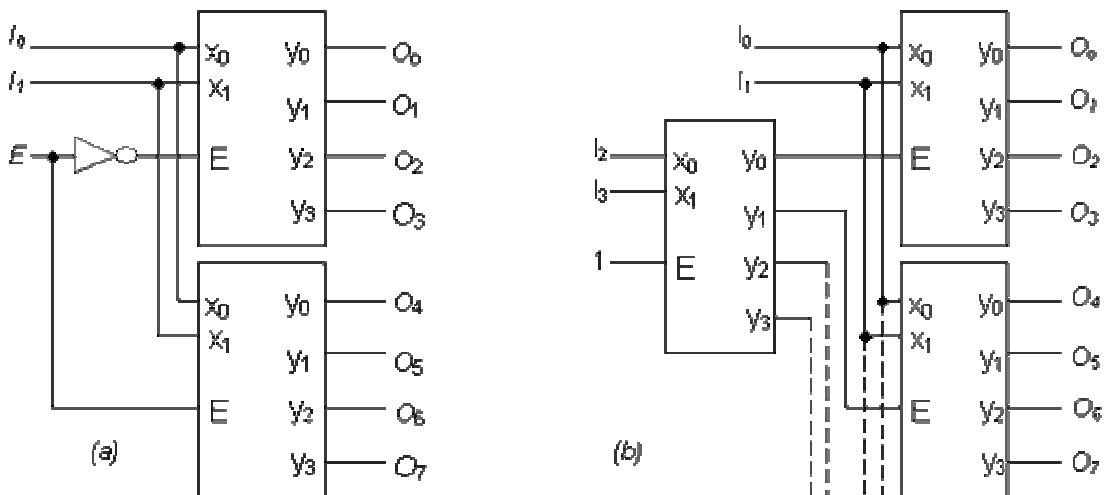 I₀
x₀ y₀ O₀
I₁
x₁
y₁ O₁
E
E y₂ O₂
y₃ O₃
x₀ y₀ O₄
x₁
y₁ O₅
E y₂ O₆
(a)
y₃ O₇
I₀
x₀ y₀ O₀
I₁
x₁
y₁ O₁
I₂
x₀ y₀
E y₂ O₂
I₃
x₁
y₁
y₃ O₃
1
E y₂
y₃
x₀ y₀ O₄
x₁
y₁ O₅
E y₂ O₆
(b)
y₃ O₇